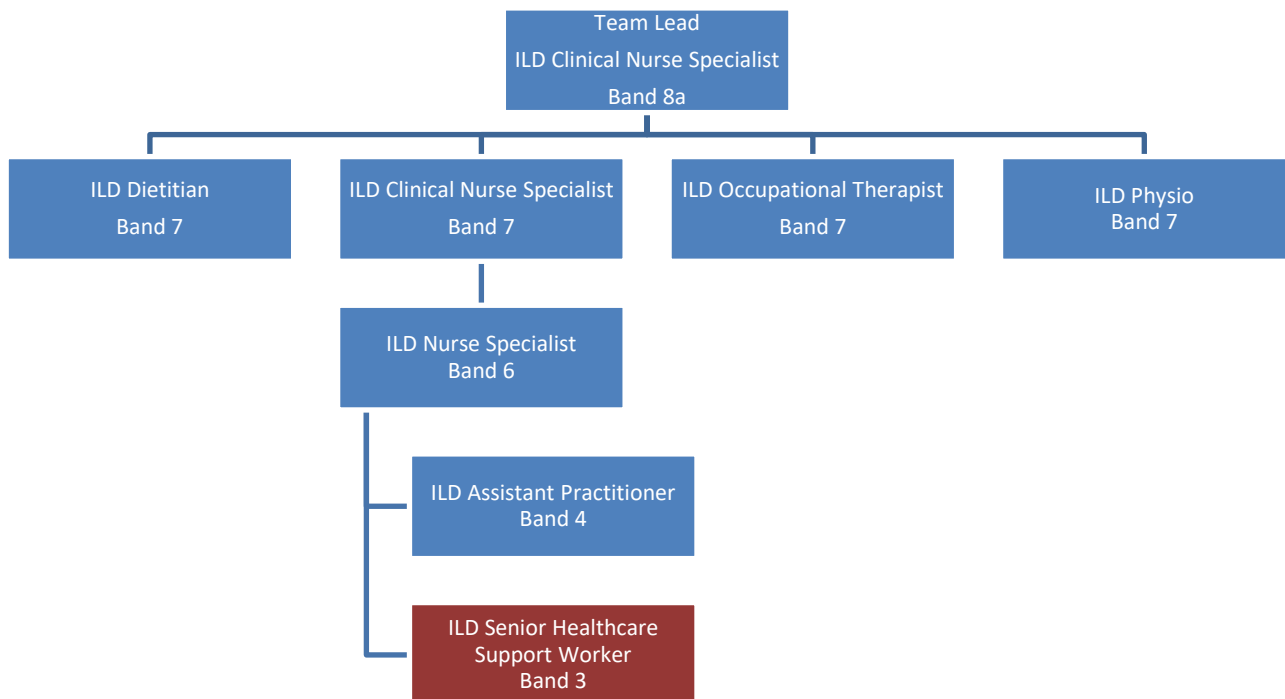 Team Lead
ILD Clinical Nurse Specialist
Band 8a
ILD Dietitian
Band 7
ILD Clinical Nurse Specialist
Band 7
ILD Occupational Therapist
Band 7
ILD Physio
Band 7
ILD Nurse Specialist
Band 6
ILD Assistant Practitioner
Band 4
ILD Senior Healthcare
Support Worker
Band 3